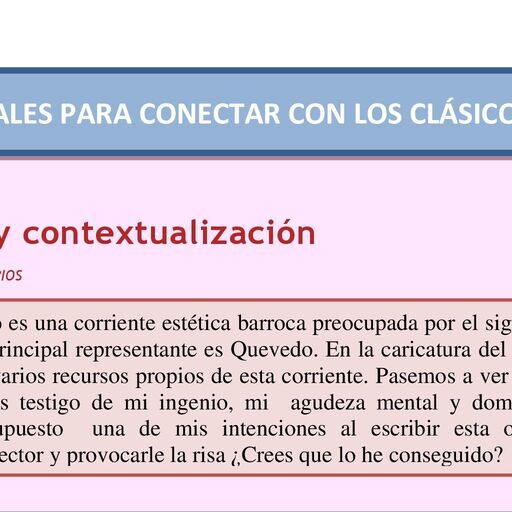 ALES PARA CONECTAR CON LOS CLÁSICO
y contextualización
PIOS
o es una corriente estética barroca preocupada por el sig
rincipal representante es Quevedo. En la caricatura del
varios recursos propios de esta corriente. Pasemos a ver
s testigo de mi ingenio, mi agudeza mental y dom
upuesto una de mis intenciones al escribir esta o
ector y provocarle la risa ¿Crees que lo he conseguido?